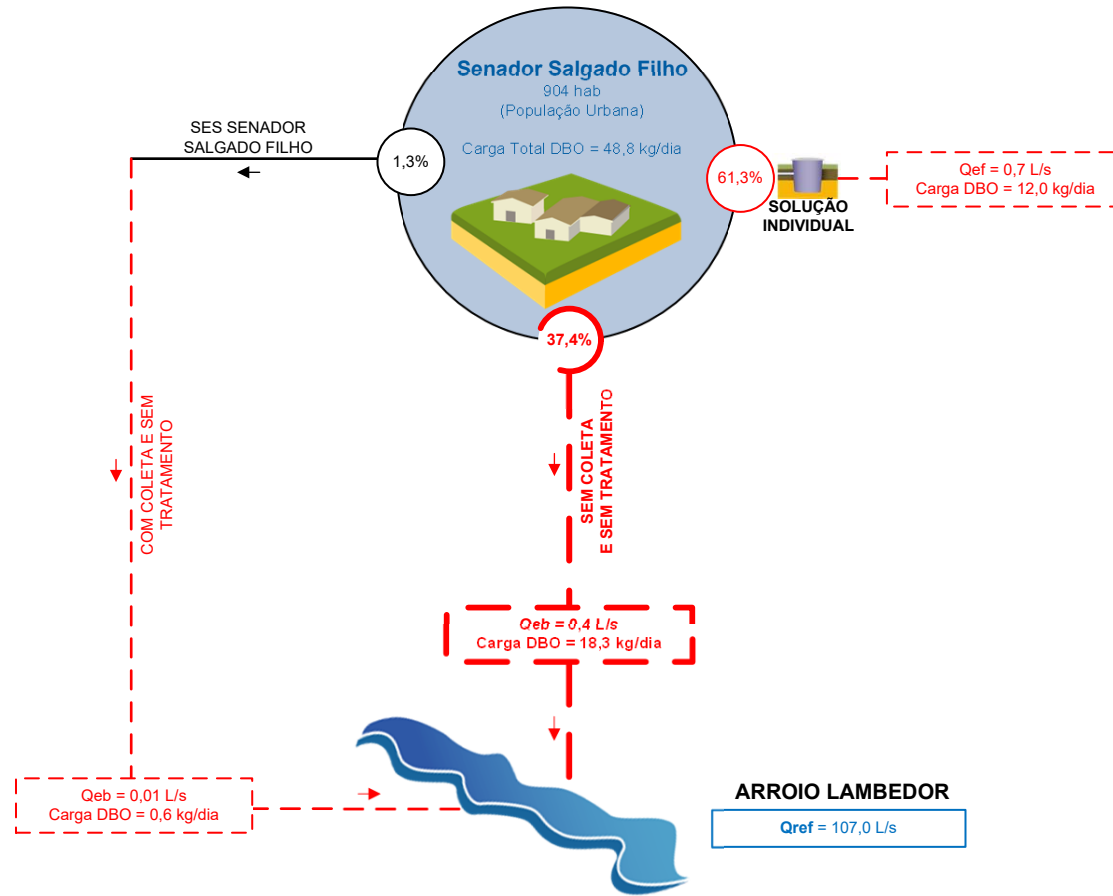 Senador Salgado Filho
904 hab
(População Urbana)
Carga Total DBO = 48,8 kg/dia
SES SENADOR
SALGADO FILHO
1,3%
61,3%
SOLUÇÃO
INDIVIDUAL
Qef = 0,7 L/s
Carga DBO = 12,0 kg/dia
37,4%
COM COLETA E SEM
TRATAMENTO
SEM COLETA
E SEM TRATAMENTO
Qeb = 0,4 L/s
Carga DBO = 18,3 kg/dia
Qeb = 0,01 L/s
Carga DBO = 0,6 kg/dia
ARROIO LAMBEDOR
Qref = 107,0 L/s